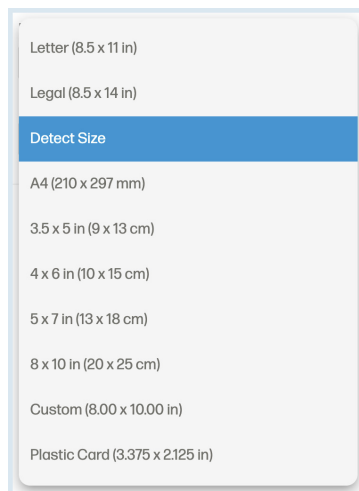 Letter (8.5 x 11 in)
Legal (8.5 x 14 in)
Detect Size
A4 (210 x 297 mm)
3.5 x 5 in (9 x 13 cm)
4 x 6 in (10 x 15 cm)
5 x 7 in (13 x 18 cm)
8 x 10 in (20 x 25 cm)
Custom (8.00 x 10.00 in)
Plastic Card (3.375 x 2.125 in)